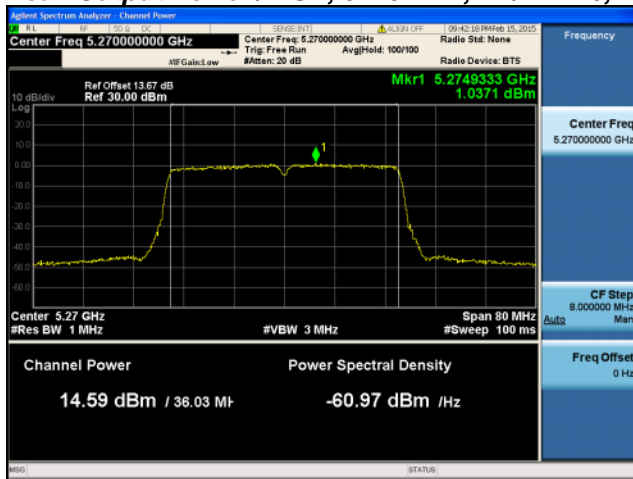 Agilent Spectrum Analyzer - Channel Power
RL RF 50 Ω DC SENSE:INT ALIGN OFF 09:42:18 PM Feb 15, 2015
Center Freq 5.270000000 GHz
Center Freq: 5.270000000 GHz
Radio Std: None
Trig: Free Run Avg|Hold: 100/100
#IFGain:Low #Atten: 20 dB Radio Device: BTS
Frequency
Mkr1 5.2749333 GHz
1.0371 dBm
Ref Offset 13.67 dB
10 dB/div Ref 30.00 dBm
Log
20.0
10.0
0.00
-10.0
-20.0
-30.0
-40.0
-50.0
-60.0
1
Center Freq
5.270000000 GHz
Center 5.27 GHz Span 80 MHz
#Res BW 1 MHz #VBW 3 MHz #Sweep 100 ms
CF Step
8.000000 MHz
Auto Man
Channel Power Power Spectral Density
14.59 dBm / 36.03 MH
-60.97 dBm /Hz
Freq Offset
0 Hz
MSG STATUS